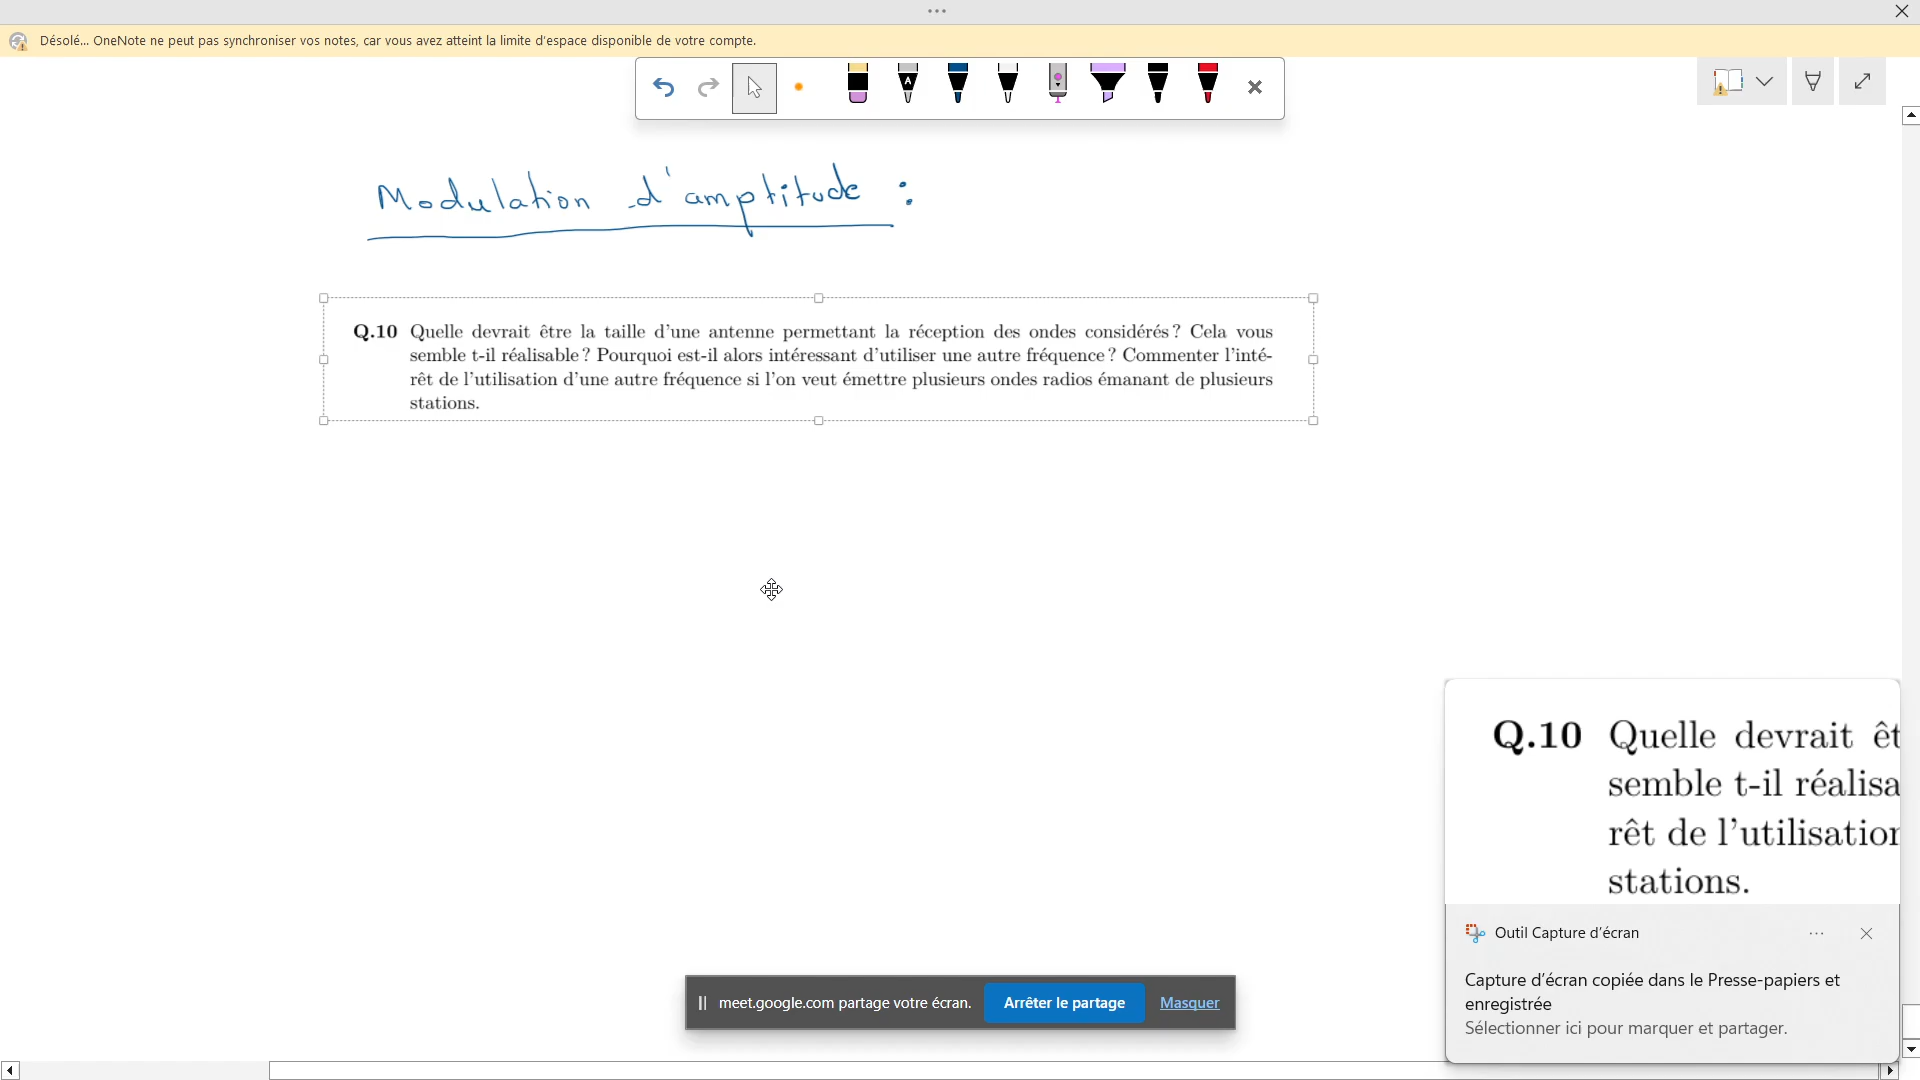 Désolé... OneNote ne peut pas synchroniser vos notes, car vous avez atteint la limite d'espace disponible de votre compte.
Modulation d'amptitude :
Q.10 Quelle devrait être la taille d'une antenne permettant la réception des ondes considérés ? Cela vous
semble t-il réalisable ? Pourquoi est-il alors intéressant d'utiliser une autre fréquence ? Commenter l'inté-
rêt de l'utilisation d'une autre fréquence si l'on veut émettre plusieurs ondes radios émanant de plusieurs
stations.
Q.10 Quelle devrait êt
semble t-il réalisa
rêt de l'utilisation
stations.
Outil Capture d'écran
Capture d'écran copiée dans le Presse-papiers et
enregistrée
Sélectionner ici pour marquer et partager.
meet.google.com partage votre écran. Arrêter le partage Masquer